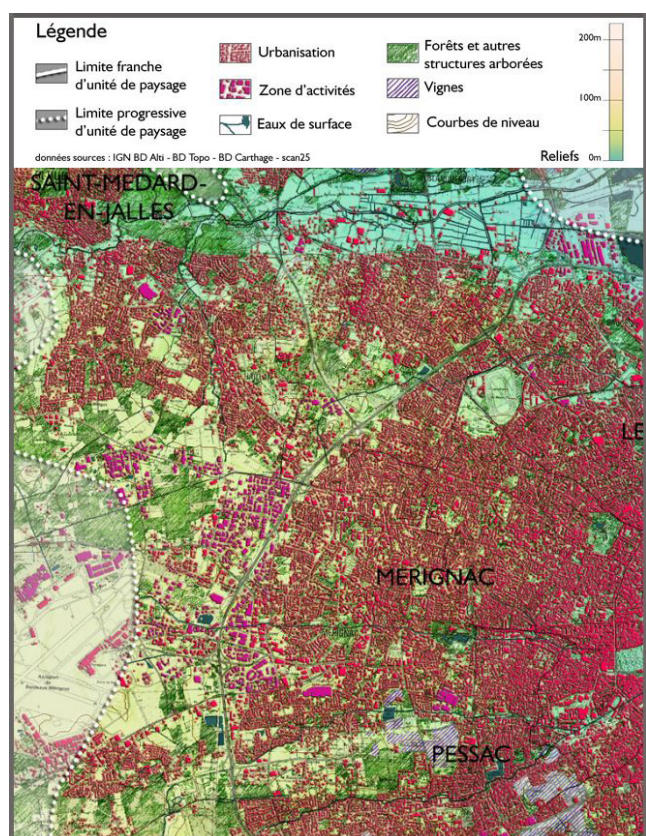 Légende
Limite franche
d'unité de paysage
Limite progressive
d'unité de paysage
Urbanisation
Zone d'activités
Eaux de surface
Forêts et autres
structures arborées
Vignes
Courbes de niveau
200m
100m
0m
Reliefs
données sources : IGN BD Alti - BD Topo - BD Carthage - scan25
SAINT-MEDARD-
EN-JALLES
LE
MERIGNAC
PESSAC